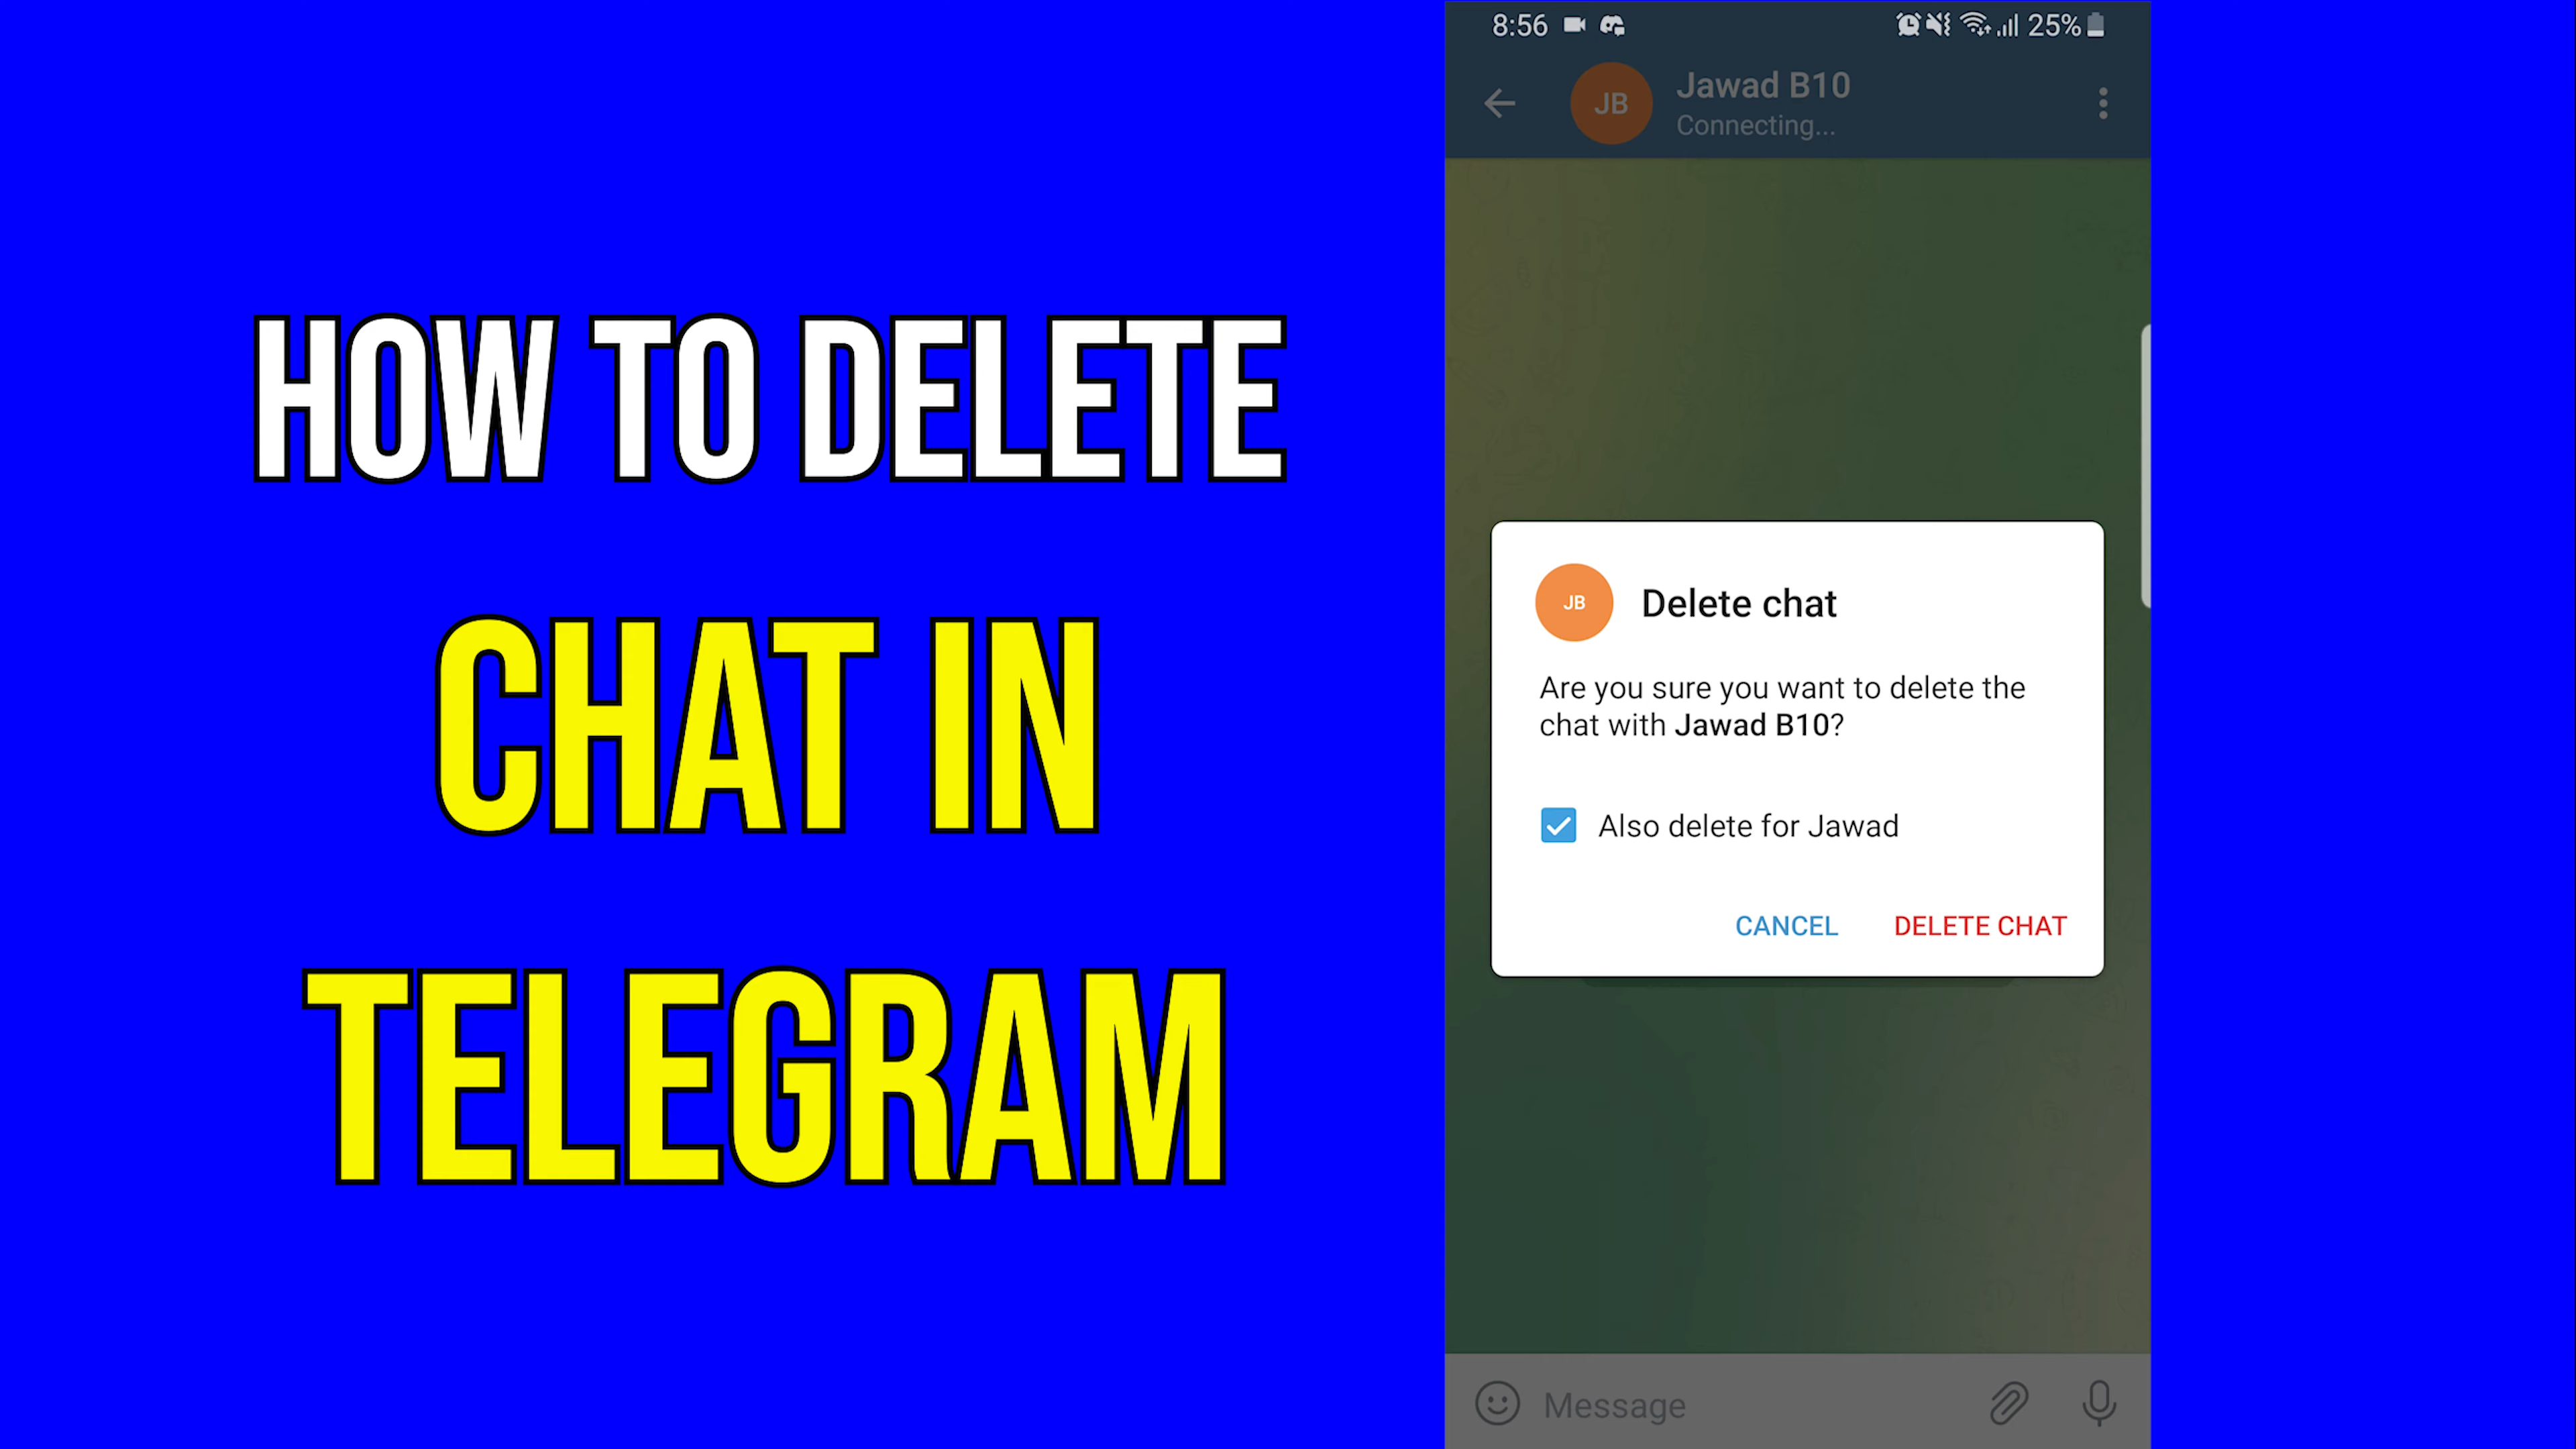 HOW TO DELETE
CHAT IN
TELEGRAM
8:56 25%
JB Jawad B10
Connecting...
JB Delete chat
Are you sure you want to delete the
chat with Jawad B10?
Also delete for Jawad
CANCEL DELETE CHAT
Message